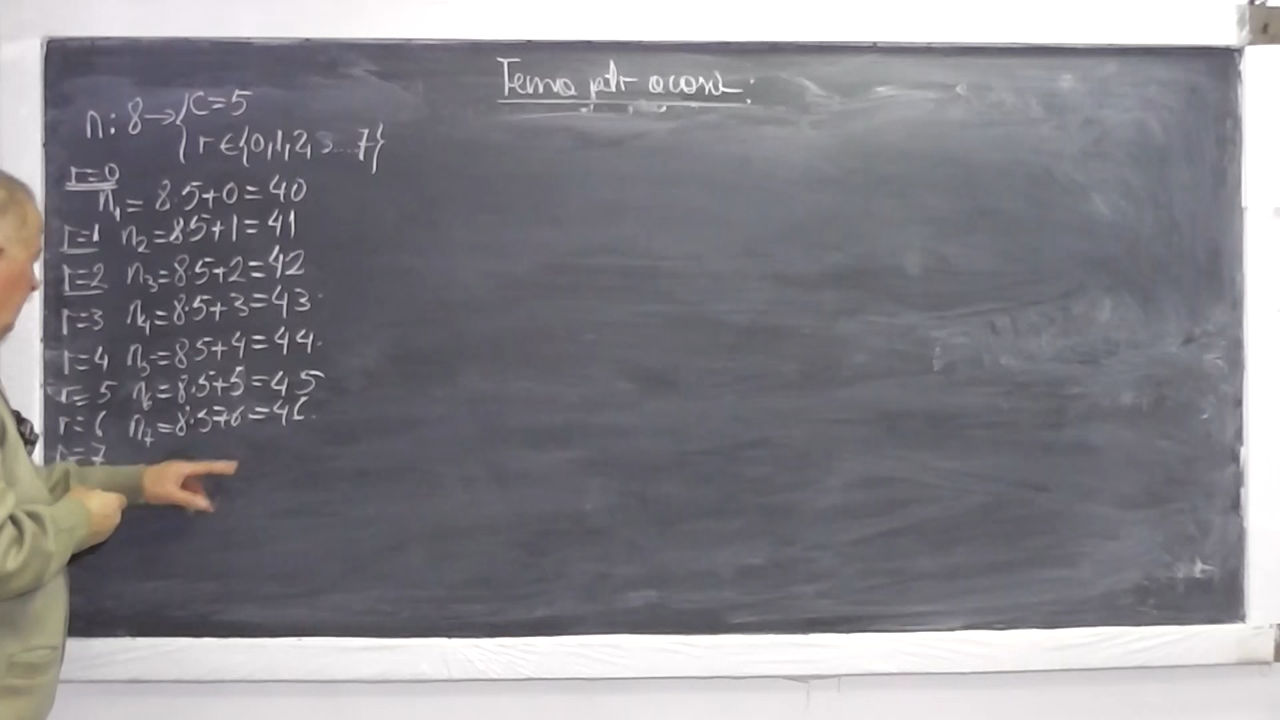 Tema ptr acasă:
n : 8 → { c = 5
{ r ∈ {0, 1, 2, 3 ... 7}
r = 0
n₁ = 8·5+0 = 40
r = 1 n₂ = 8·5+1 = 41
r = 2 n₃ = 8·5+2 = 42
r = 3 n₄ = 8·5+3 = 43
r = 4 n₅ = 8·5+4 = 44
r = 5 n₆ = 8·5+5 = 45
r = 6 n₇ = 8·5+6 = 46
r = 7